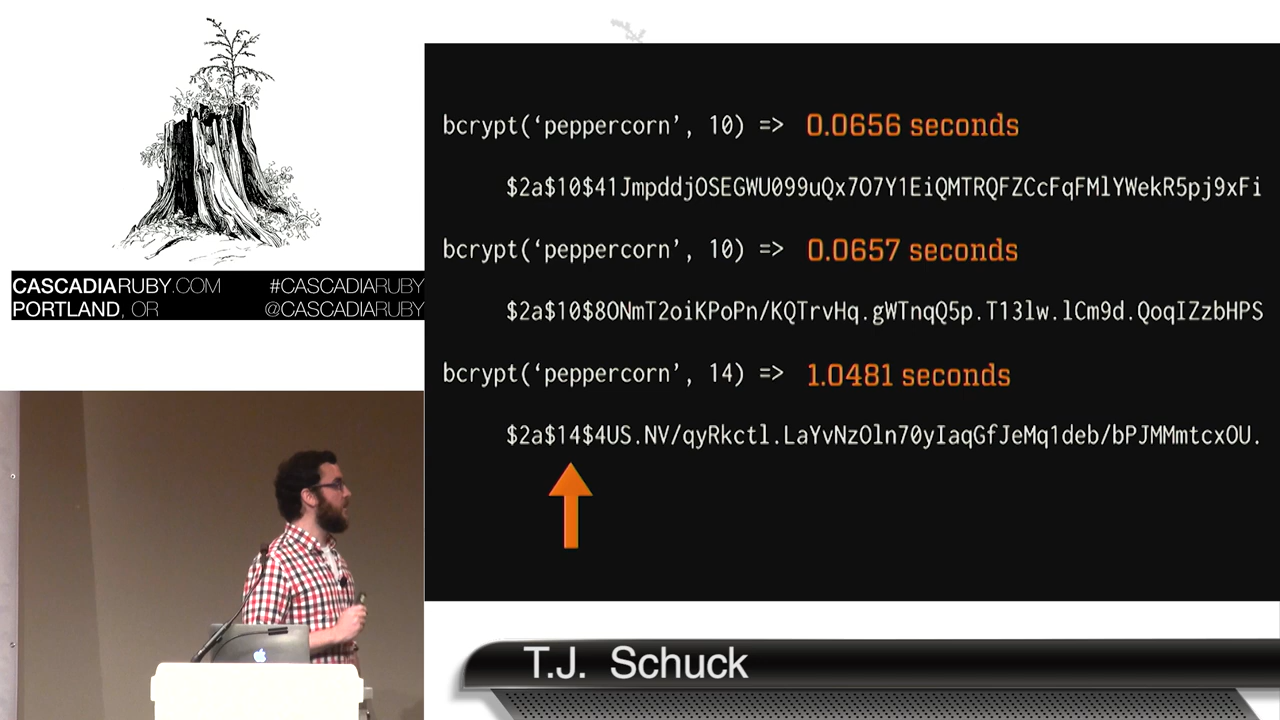 CASCADIARUBY.COM #CASCADIARUBY
PORTLAND, OR @CASCADIARUBY
bcrypt(‘peppercorn’, 10) => 0.0656 seconds
$2a$10$41JmpddjOSEGWU099uQx7O7Y1EiQMTRQFZCcFqFMlYWekR5pj9xFi
bcrypt(‘peppercorn’, 10) => 0.0657 seconds
$2a$10$8ONmT2oiKPoPn/KQTrvHq.gWTnqQ5p.T13lw.lCm9d.QoqIZzbHPS
bcrypt(‘peppercorn’, 14) => 1.0481 seconds
$2a$14$4US.NV/qyRkctl.LaYvNzOln70yIaqGfJeMq1deb/bPJMMmtcxOU.
T.J. Schuck